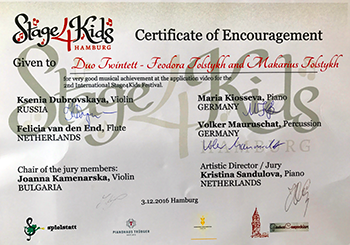 Stage4Kids
HAMBURG
Certificate of Encouragement
Given to Duo Twintett - Feodora Tolstykh and Makarius Tolstykh
for very good musical achievement at the application video for the
2nd International Stage4Kids Festival.
Ksenia Dubrovskaya, Violin
RUSSIA
Maria Kiosseva, Piano
GERMANY
Felicia van den End, Flute
NETHERLANDS
Volker Mauruschat, Percussion
GERMANY
Chair of the jury members:
Joanna Kamenarska, Violin
BULGARIA
Artistic Director / Jury
Kristina Sandulova, Piano
NETHERLANDS
3.12.2016 Hamburg
spielstatt